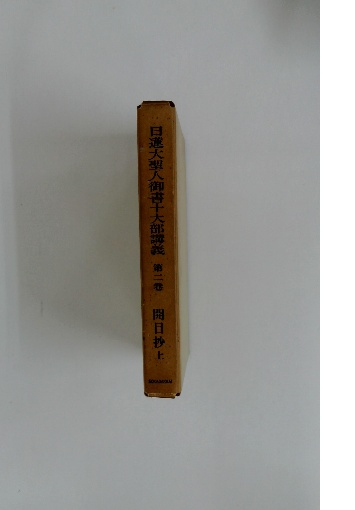 日蓮大聖人御書十大部講義 第二巻 開目抄 上